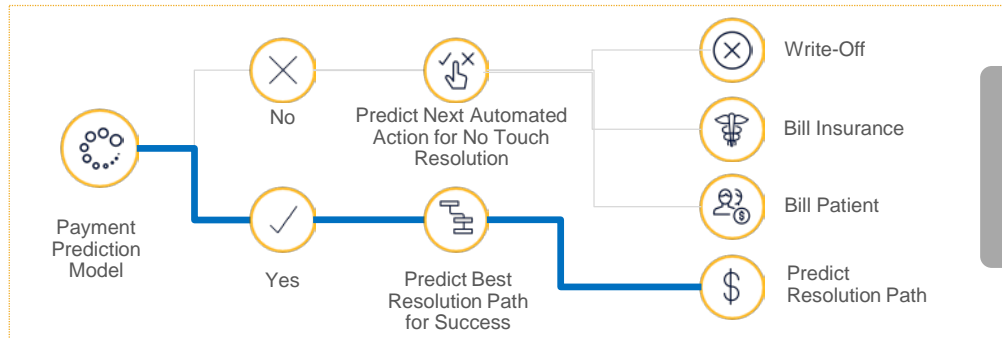 Write-Off
No
Predict Next Automated
Action for No Touch
Resolution
Bill Insurance
Payment
Prediction
Model
Yes
Predict Best
Resolution Path
for Success
Bill Patient
$
Predict
Resolution Path